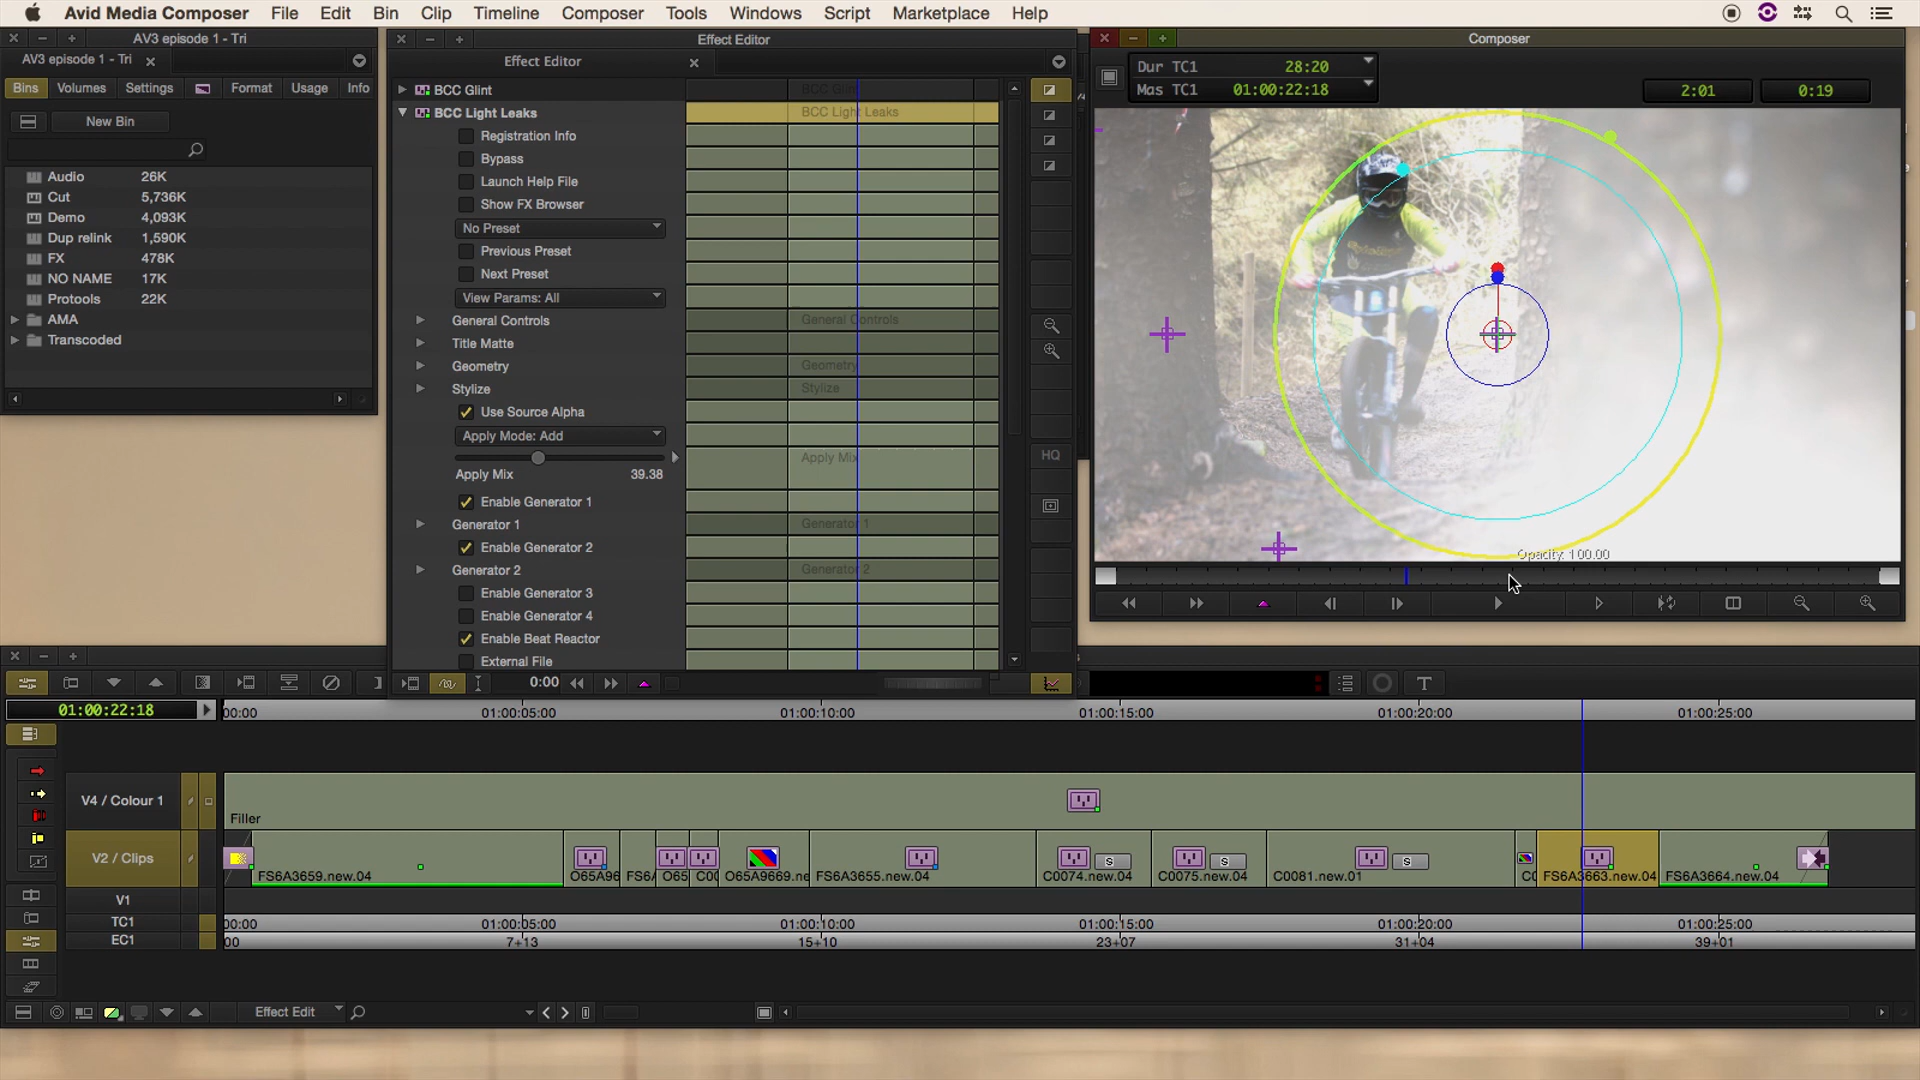 Avid Media Composer File Edit Bin Clip Timeline Composer Tools Windows Script Marketplace Help
AV3 episode 1 - Tri
AV3 episode 1 - Tri
Bins Volumes Settings Format Usage Info
New Bin
Audio 26K
Cut 5,736K
Demo 4,093K
Dup relink 1,590K
FX 478K
NO NAME 17K
Protools 22K
AMA
Transcoded
Effect Editor
Effect Editor
BCC Glint BCC Glint
BCC Light Leaks BCC Light Leaks
Registration Info
Bypass
Launch Help File
Show FX Browser
No Preset
Previous Preset
Next Preset
View Params: All
General Controls General Controls
Title Matte
Geometry Geometry
Stylize Stylize
Use Source Alpha
Apply Mode: Add
Apply Mix
Apply Mix 39.38
Enable Generator 1
Generator 1 Generator 1
Enable Generator 2
Generator 2 Generator 2
Enable Generator 3
Enable Generator 4
Enable Beat Reactor
External File
0:00
HQ
Composer
Dur TC1 28:20
Mas TC1 01:00:22:18
2:01 0:19
Opacity: 100.00
T
01:00:22:18
00:00 01:00:05:00 01:00:10:00 01:00:15:00 01:00:20:00 01:00:25:00
V4 / Colour 1
Filler
V2 / Clips
S S S
FS6A3659.new.04 O65A96 FS6A O65 C00 O65A9669.ne FS6A3655.new.04 C0074.new.04 C0075.new.04 C0081.new.01 C0 FS6A3663.new.04 FS6A3664.new.04
V1
TC1 00:00 01:00:05:00 01:00:10:00 01:00:15:00 01:00:20:00 01:00:25:00
EC1 00 7+13 15+10 23+07 31+04 39+01
Effect Edit